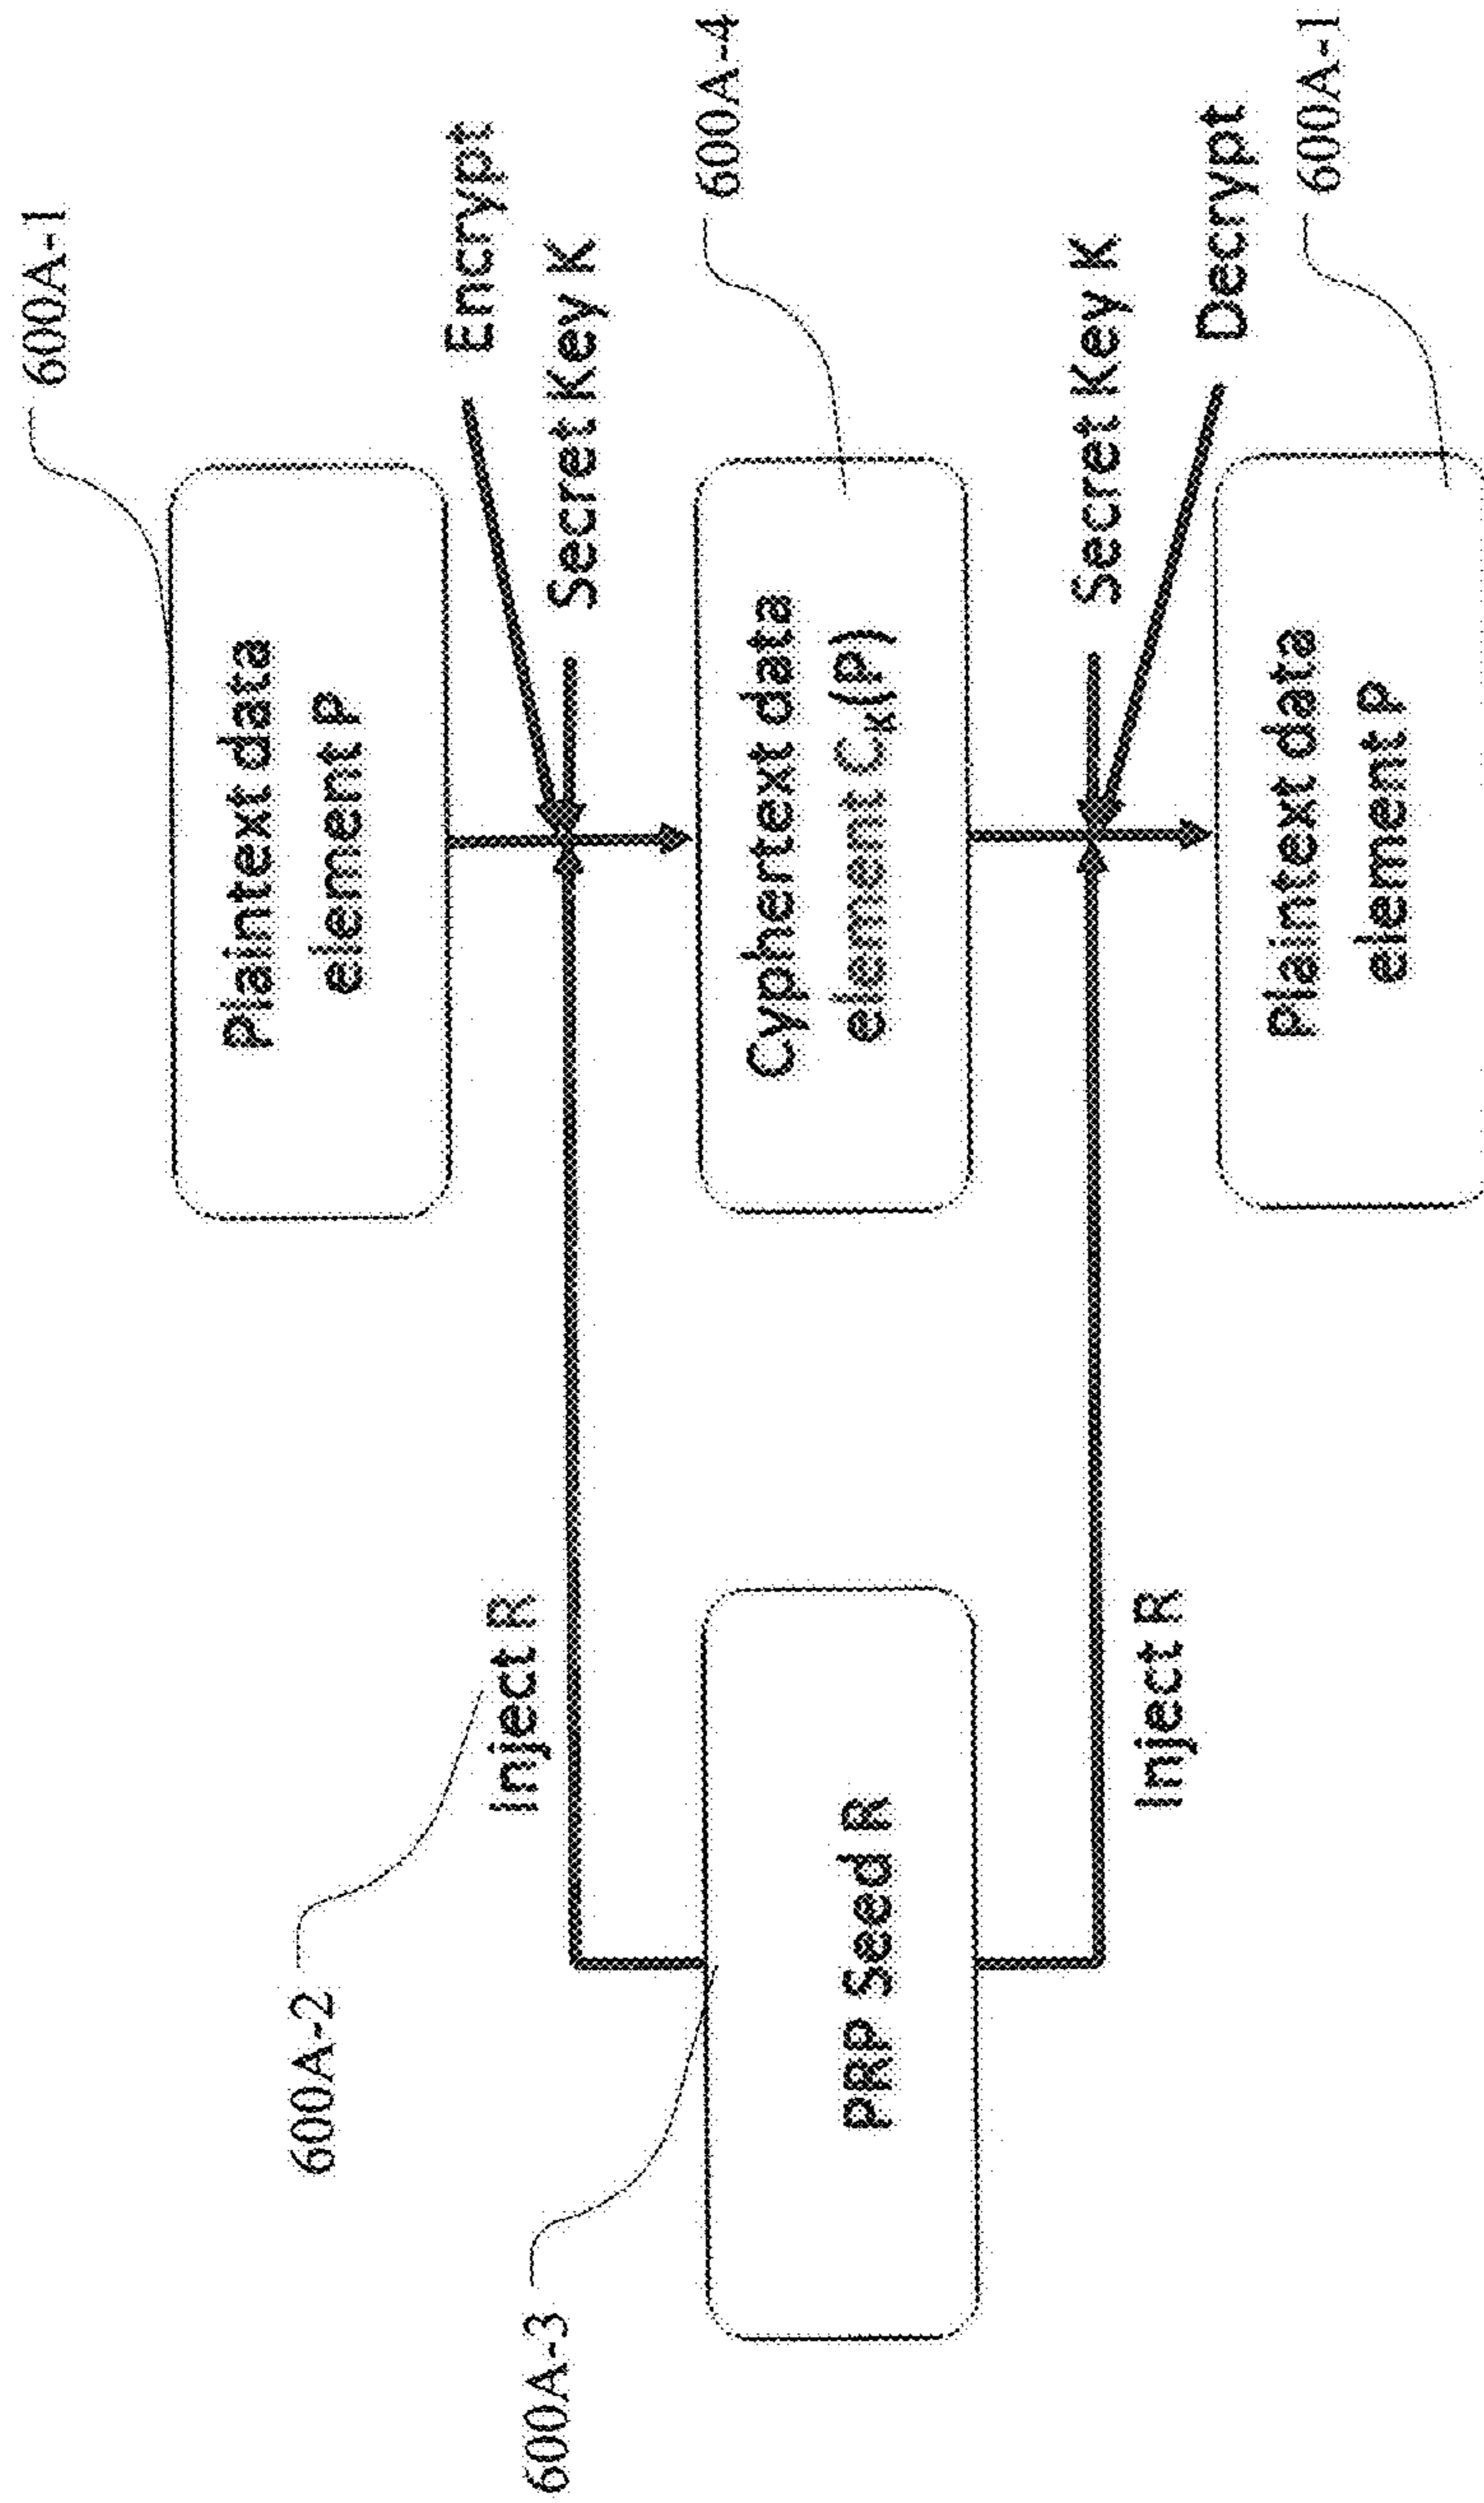 600A-1
Plaintext data
element P
Encrypt
Secret Key K
600A-2
Inject R
600A-3
PRP Seed R
600A-4
Cyphertext data
element Cₖ(P)
Secret Key K
Decrypt
Inject R
600A-1
Plaintext data
element P